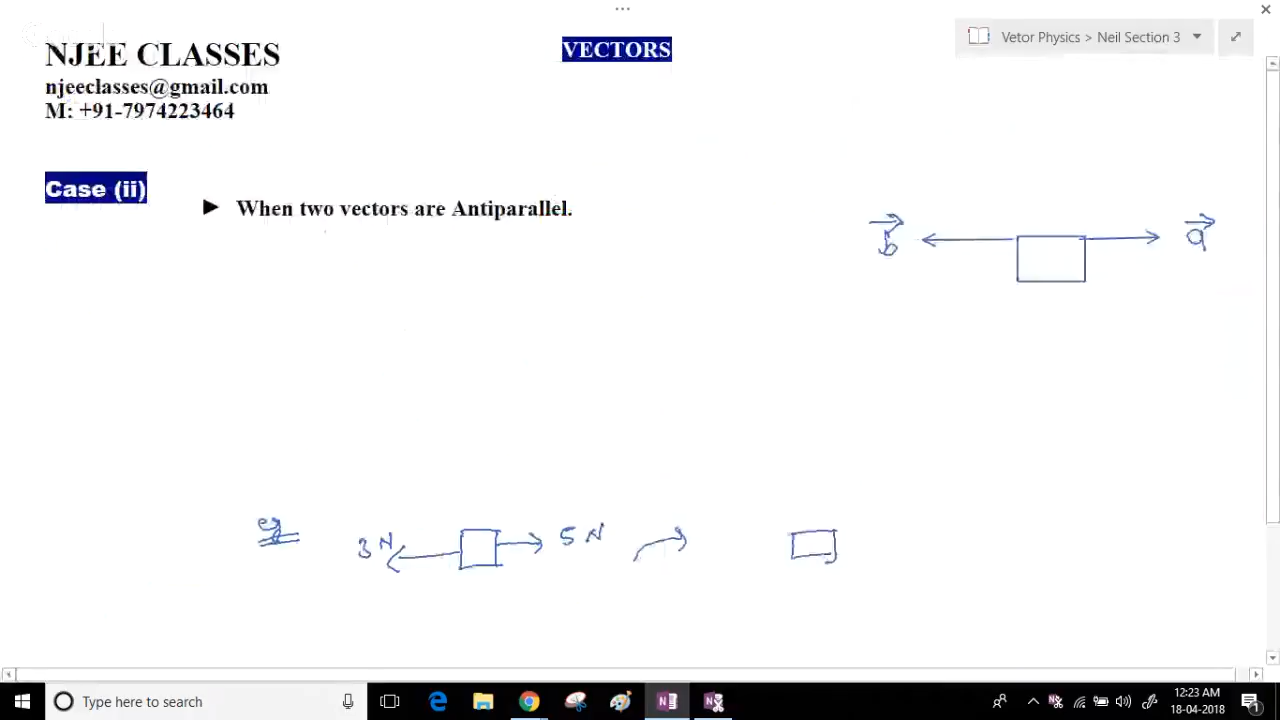 NJEE CLASSES
VECTORS
Vetor Physics > Neil Section 3
njeeclasses@gmail.com
M: +91-7974223464
Case (ii)
► When two vectors are Antiparallel.
b
a
eg
3 N
5 N
Type here to search
12:23 AM
18-04-2018
1